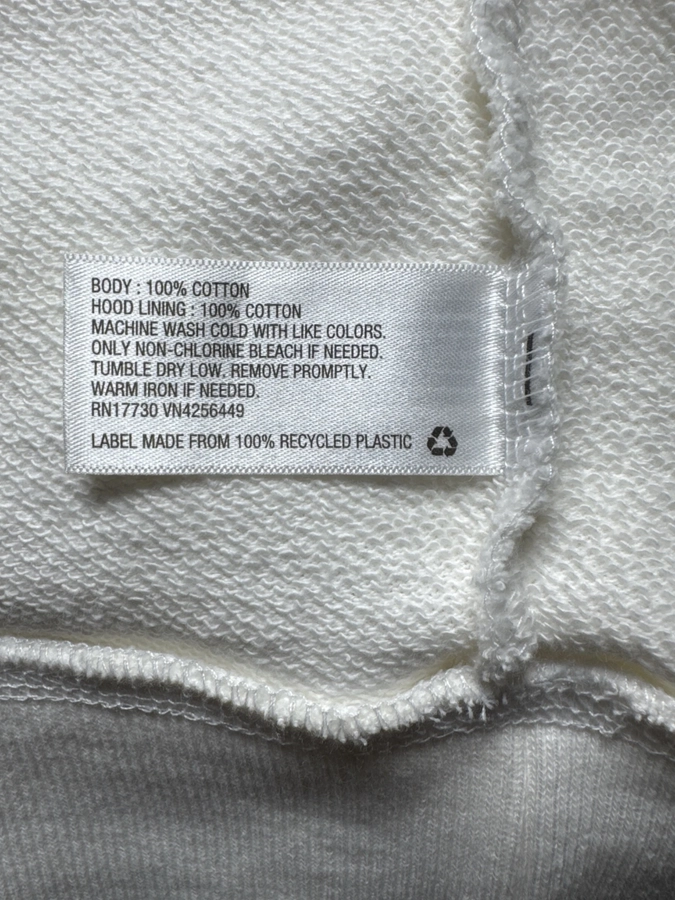 BODY : 100% COTTON
HOOD LINING : 100% COTTON
MACHINE WASH COLD WITH LIKE COLORS.
ONLY NON-CHLORINE BLEACH IF NEEDED.
TUMBLE DRY LOW. REMOVE PROMPTLY.
WARM IRON IF NEEDED.
RN17730 VN4256449
LABEL MADE FROM 100% RECYCLED PLASTIC